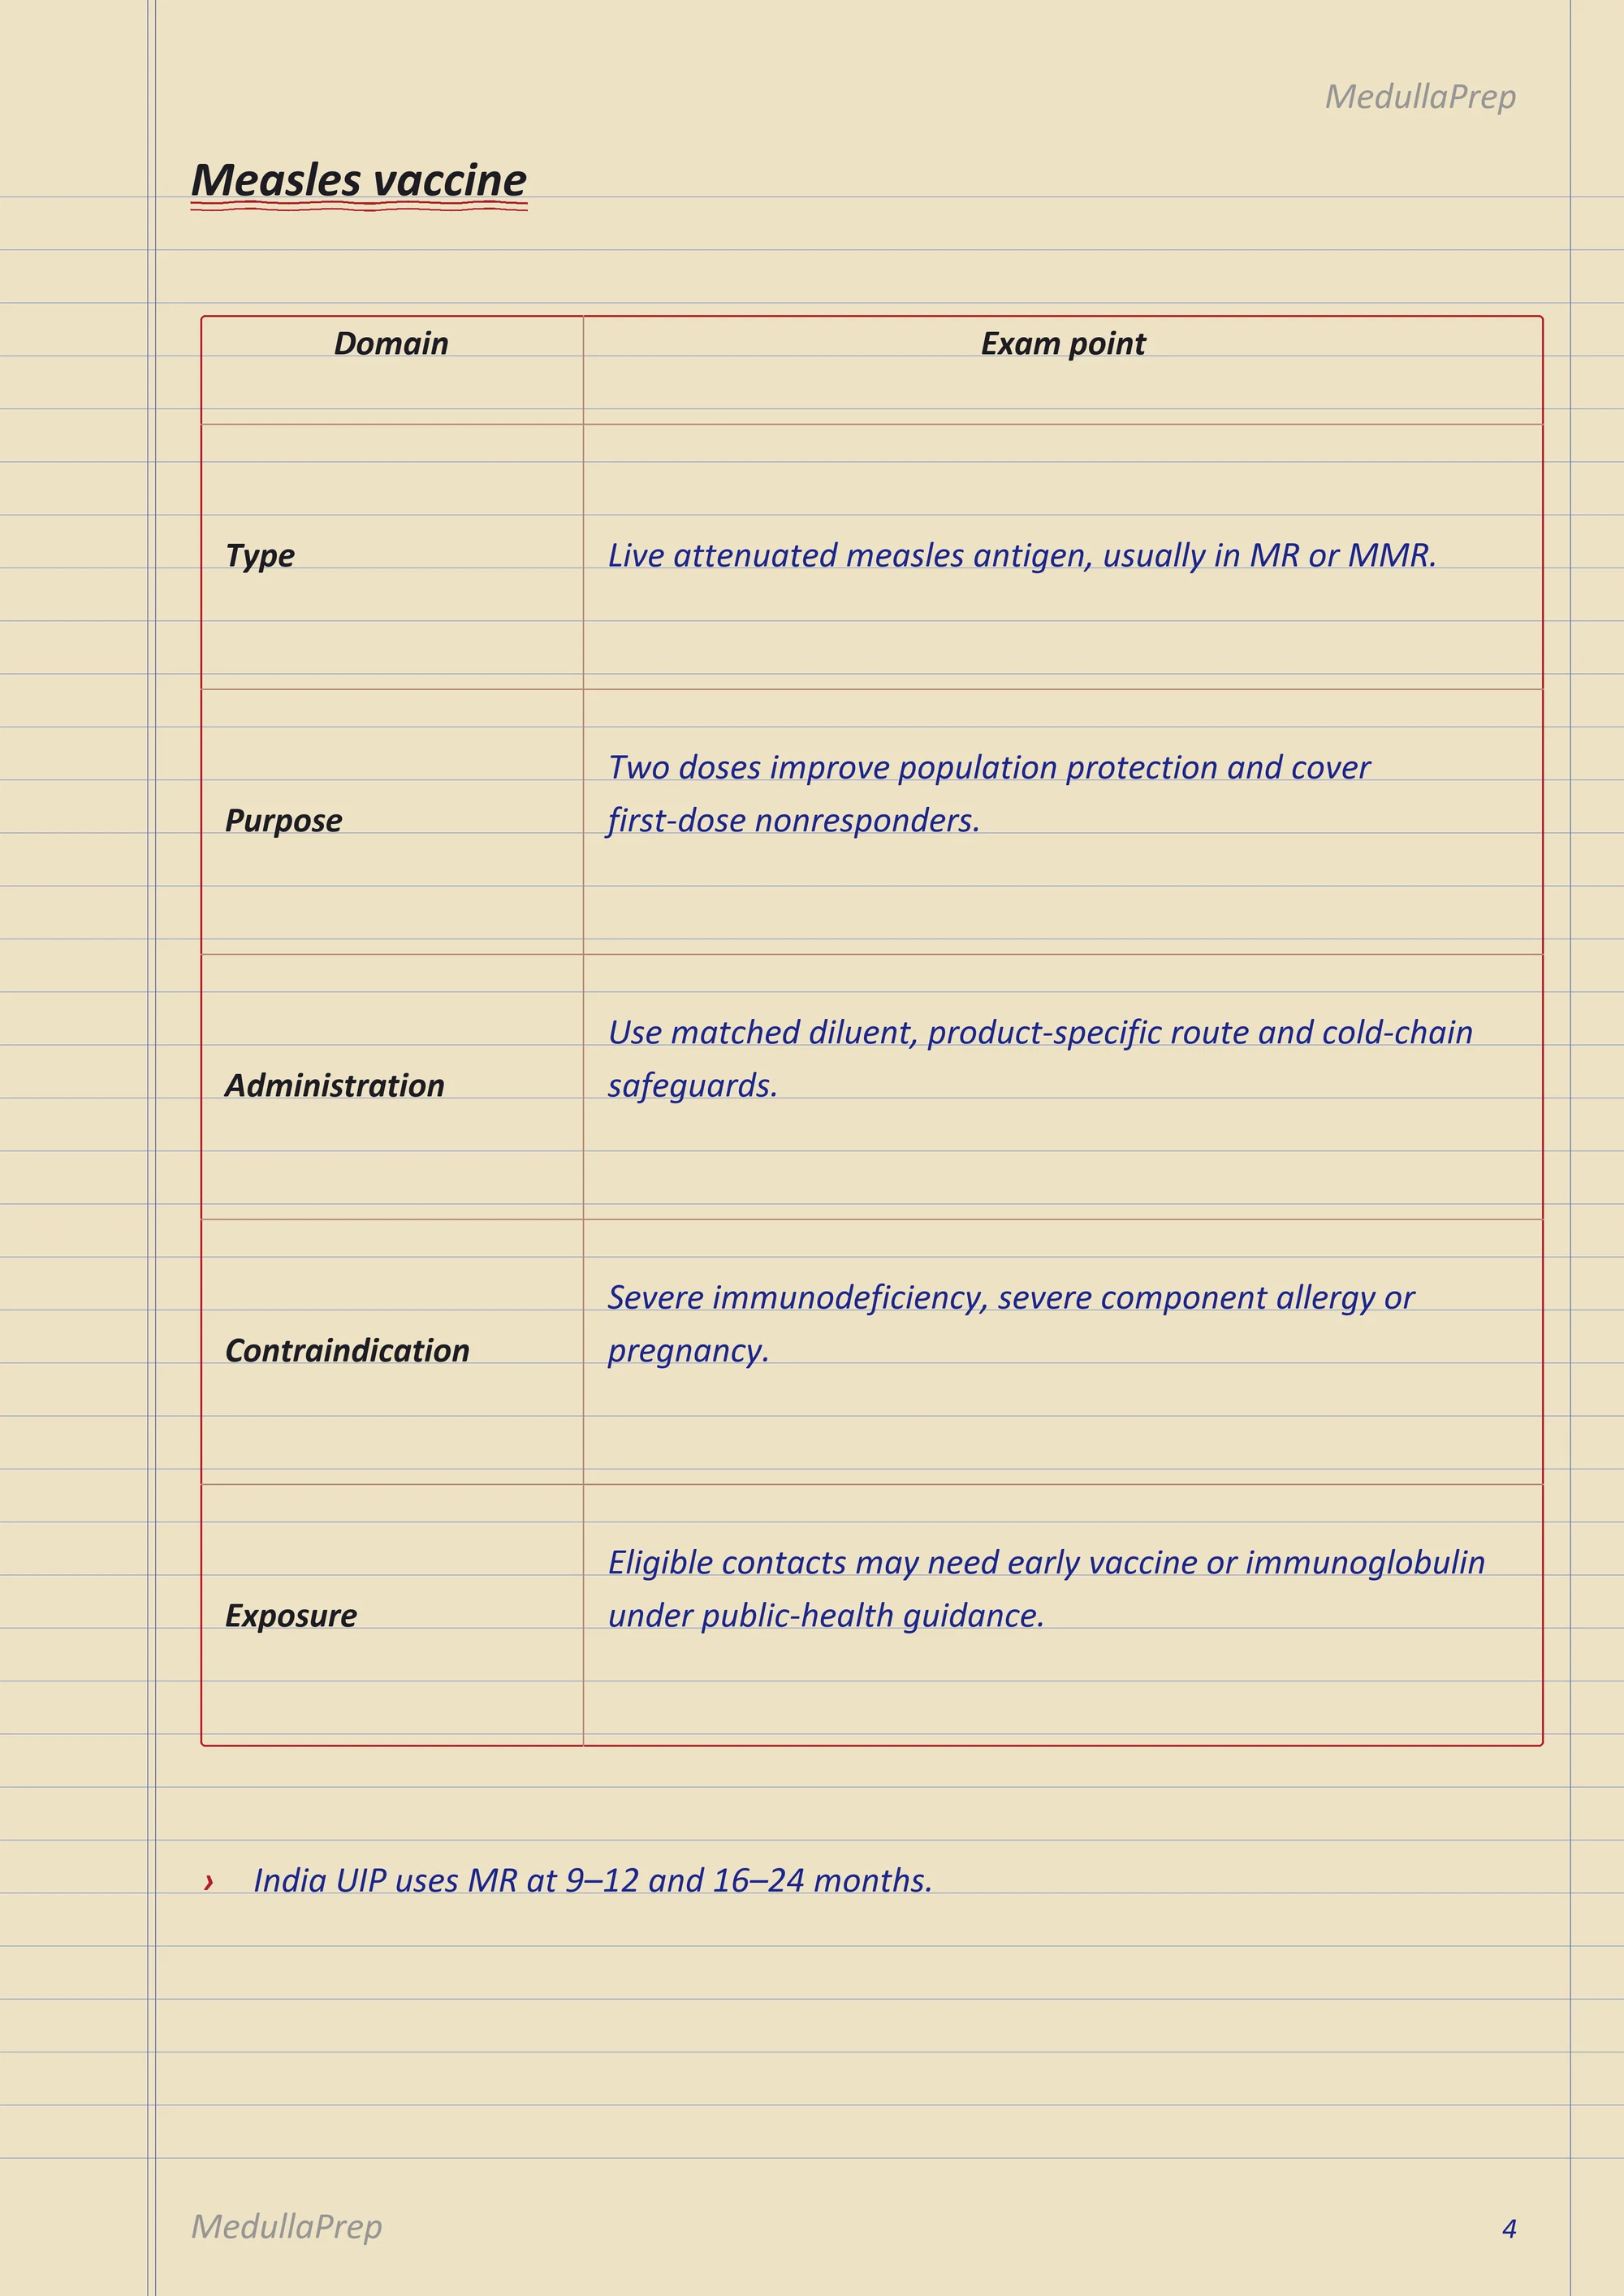 MedullaPrep
Measles vaccine
Domain
Exam point
Type
Live attenuated measles antigen, usually in MR or MMR.
Purpose
Two doses improve population protection and cover
first-dose nonresponders.
Administration
Use matched diluent, product-specific route and cold-chain
safeguards.
Contraindication
Severe immunodeficiency, severe component allergy or
pregnancy.
Exposure
Eligible contacts may need early vaccine or immunoglobulin
under public-health guidance.
› India UIP uses MR at 9–12 and 16–24 months.
MedullaPrep
4